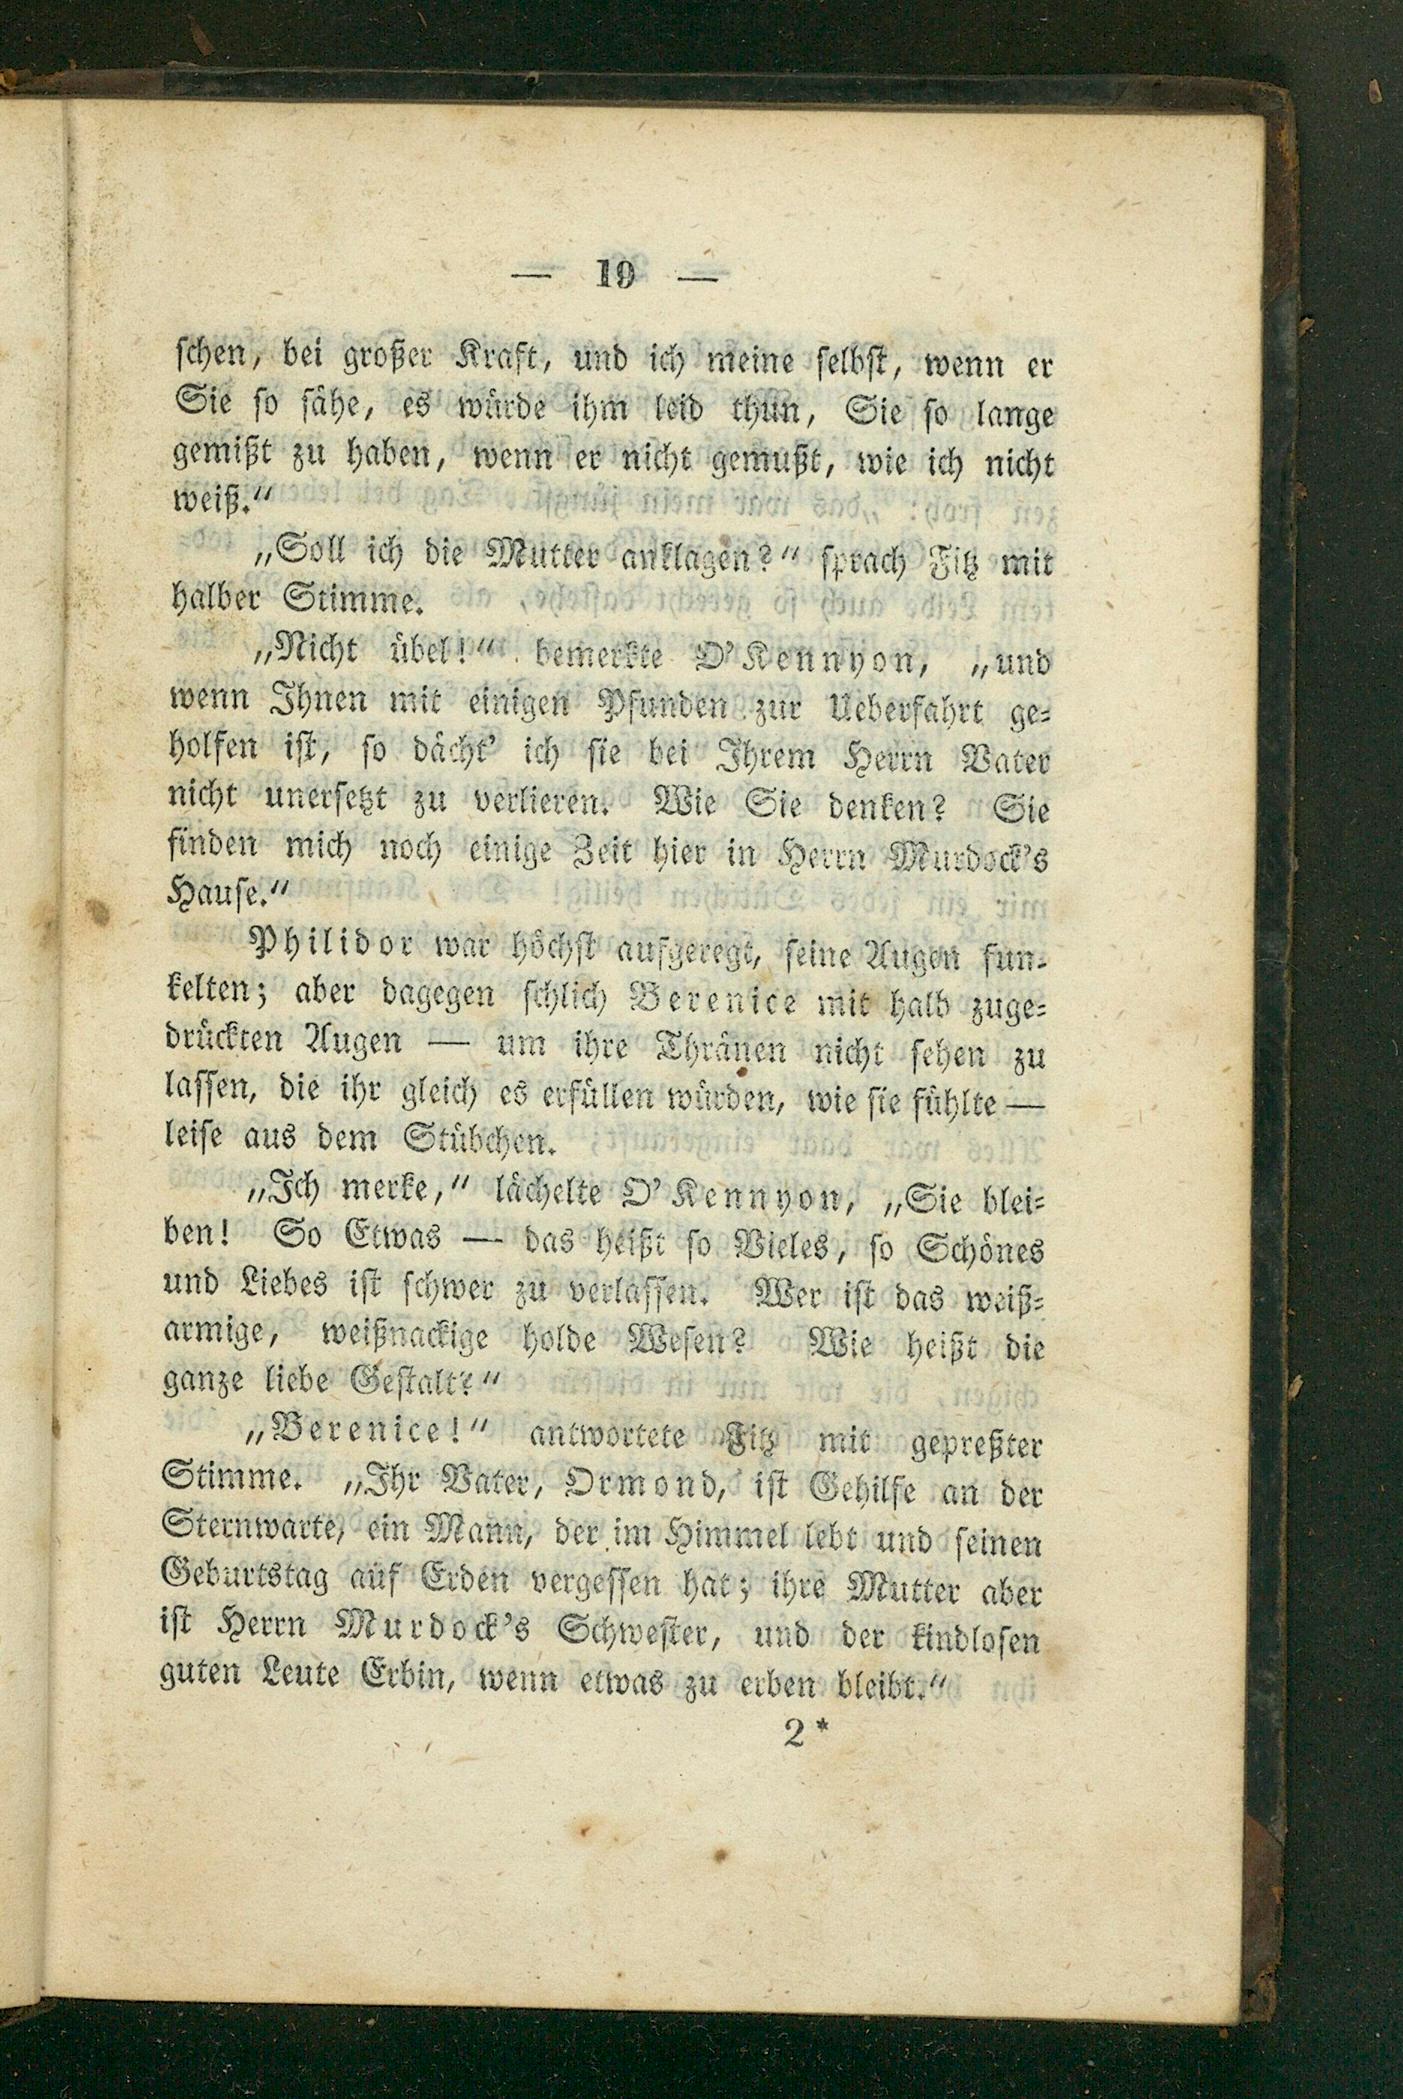 — 19 —
schen, bei großer Kraft, und ich meine selbst, wenn er
Sie so sähe, es würde ihm leid thun, Sie so lange
gemißt zu haben, wenn er nicht gemußt, wie ich nicht
weiß.“
„Soll ich die Mutter anklagen?“ sprach Fitz mit
halber Stimme.
„Nicht übel!“ bemerkte O’Kennyon, „und
wenn Ihnen mit einigen Pfunden zur Ueberfahrt ge-
holfen ist, so dächt’ ich sie bei Ihrem Herrn Vater
nicht unersetzt zu verlieren. Wie Sie denken? Sie
finden mich noch einige Zeit hier in Herrn Murdock’s
Hause.“
Philidor war höchst aufgeregt, seine Augen fun-
kelten; aber dagegen schlich Berenice mit halb zuge-
drückten Augen — um ihre Thränen nicht sehen zu
lassen, die ihr gleich es erfüllen würden, wie sie fühlte —
leise aus dem Stübchen.
„Ich merke,“ lächelte O’Kennyon, „Sie blei-
ben! So Etwas — das heißt so Vieles, so Schönes
und Liebes ist schwer zu verlassen. Wer ist das weiß-
armige, weißnackige holde Wesen? Wie heißt die
ganze liebe Gestalt?“
„Berenice!“ antwortete Fitz mit gepreßter
Stimme. „Ihr Vater, Ormond, ist Gehilfe an der
Sternwarte, ein Mann, der im Himmel lebt und seinen
Geburtstag auf Erden vergessen hat; ihre Mutter aber
ist Herrn Murdock’s Schwester, und der kindlosen
guten Leute Erbin, wenn etwas zu erben bleibt.“
2*